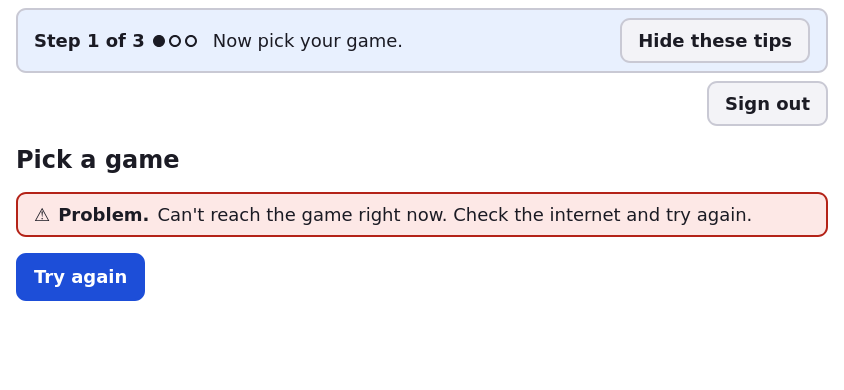 Step 1 of 3 ●○○ Now pick your game. Hide these tips
Sign out
Pick a game
⚠ Problem. Can't reach the game right now. Check the internet and try again.
Try again